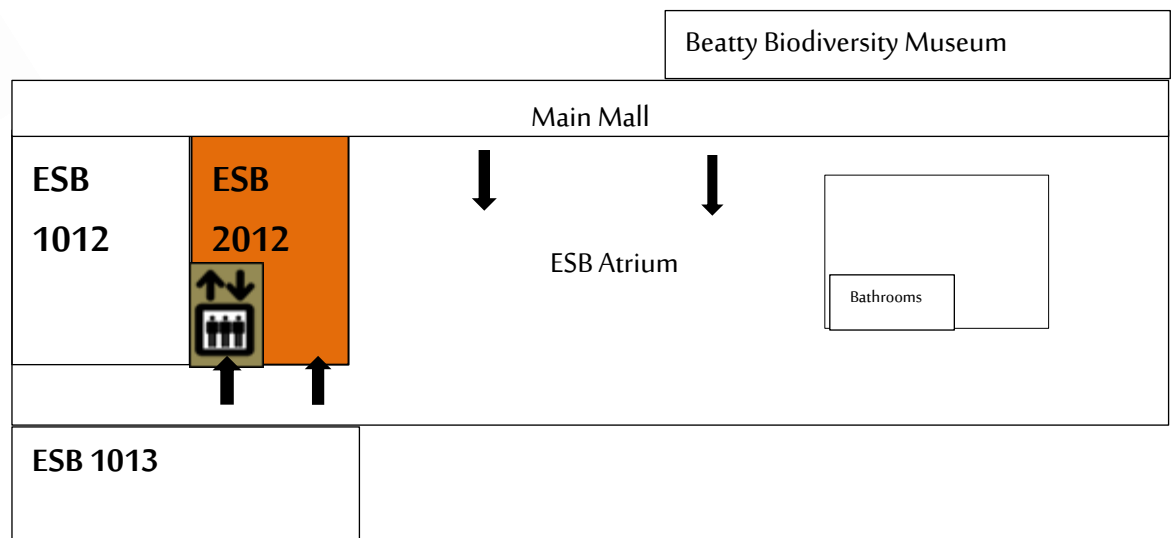 Beatty Biodiversity Museum
Main Mall
ESB
1012
ESB
2012
ESB Atrium
Bathrooms
ESB 1013